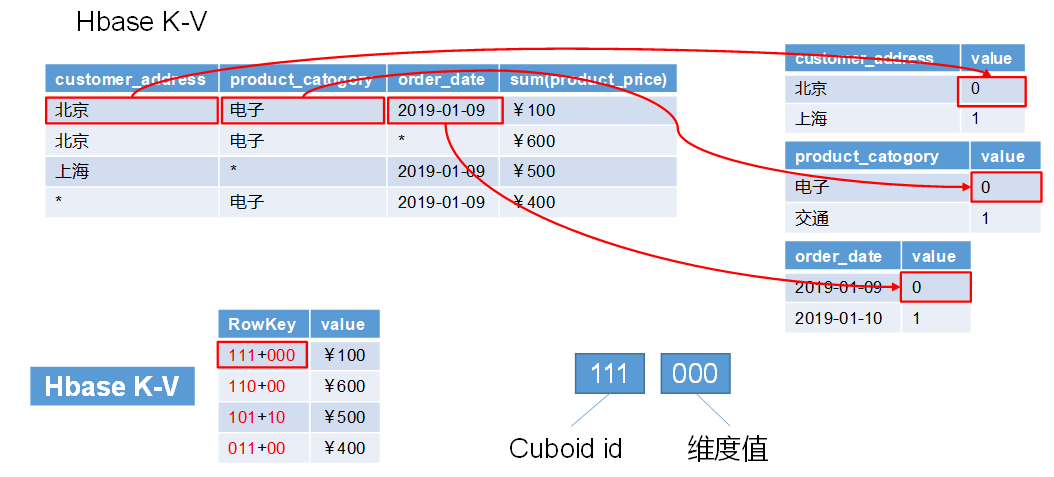 Hbase K-V
customer_address product_catogory order_date sum(product_price)
北京 电子 2019-01-09 ￥100
北京 电子 * ￥600
上海 * 2019-01-09 ￥500
* 电子 2019-01-09 ￥400
customer_address value
北京 0
上海 1
product_catogory value
电子 0
交通 1
order_date value
2019-01-09 0
2019-01-10 1
Hbase K-V
RowKey value
111+000 ￥100
110+00 ￥600
101+10 ￥500
011+00 ￥400
111 000
Cuboid id 维度值